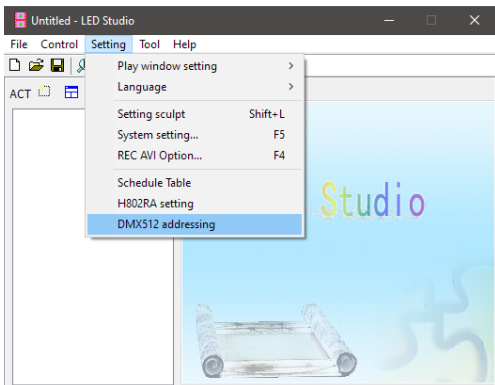 Untitled - LED Studio
File Control Setting Tool Help
ACT
Play window setting
Language
Setting sculpt Shift+L
System setting... F5
REC AVI Option... F4
Schedule Table
H802RA setting
DMX512 addressing
Studio